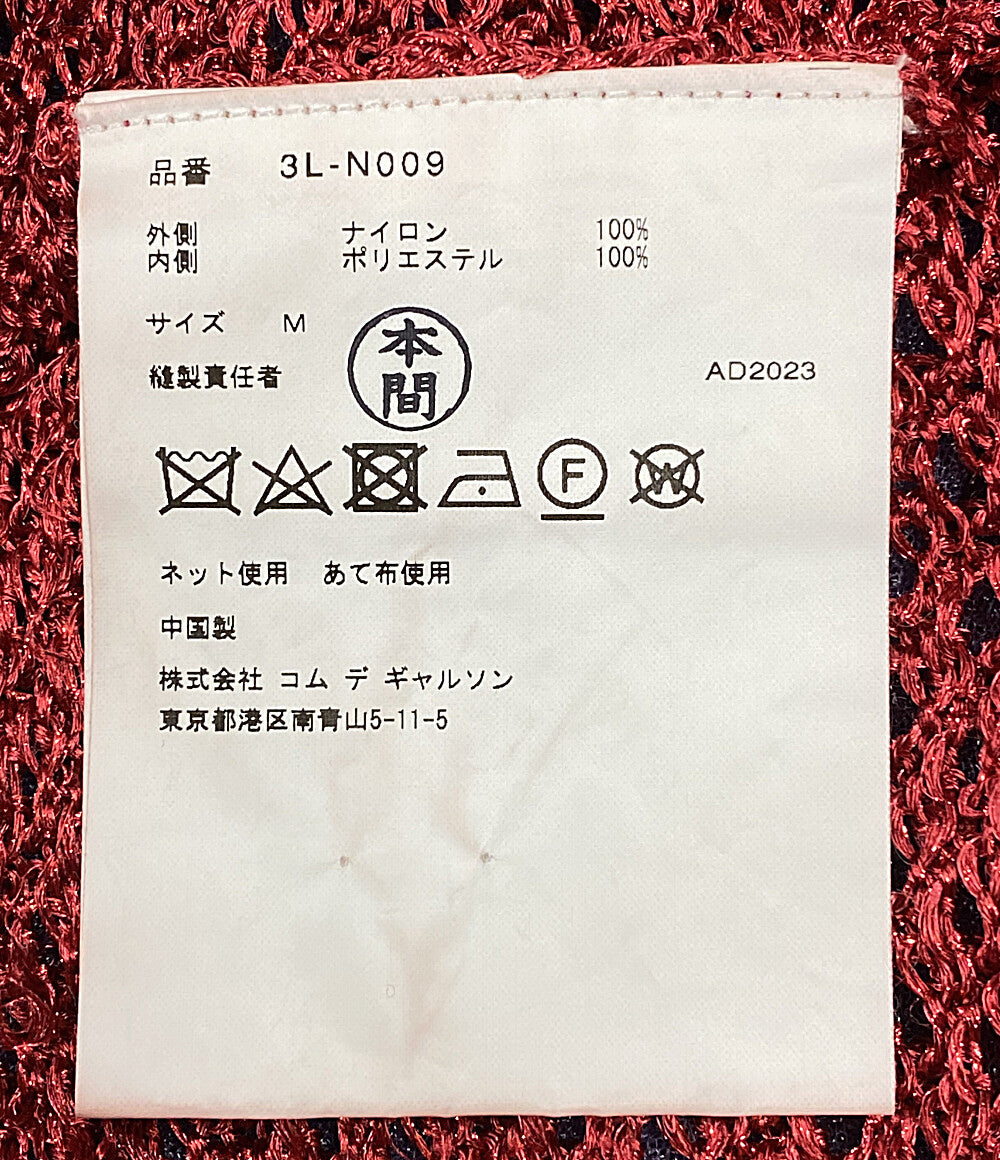 品番 3L-N009
外側 ナイロン 100%
内側 ポリエステル 100%
サイズ M
本間
縫製責任者 AD2023
F W
ネット使用 あて布使用
中国製
株式会社 コム デ ギャルソン
東京都港区南青山5-11-5